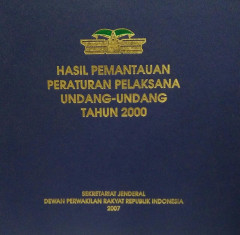 HASIL PEMANTAUAN
PERATURAN PELAKSANA
UNDANG-UNDANG
TAHUN 2000
SEKRETARIAT JENDERAL
DEWAN PERWAKILAN RAKYAT REPUBLIK INDONESIA
2007